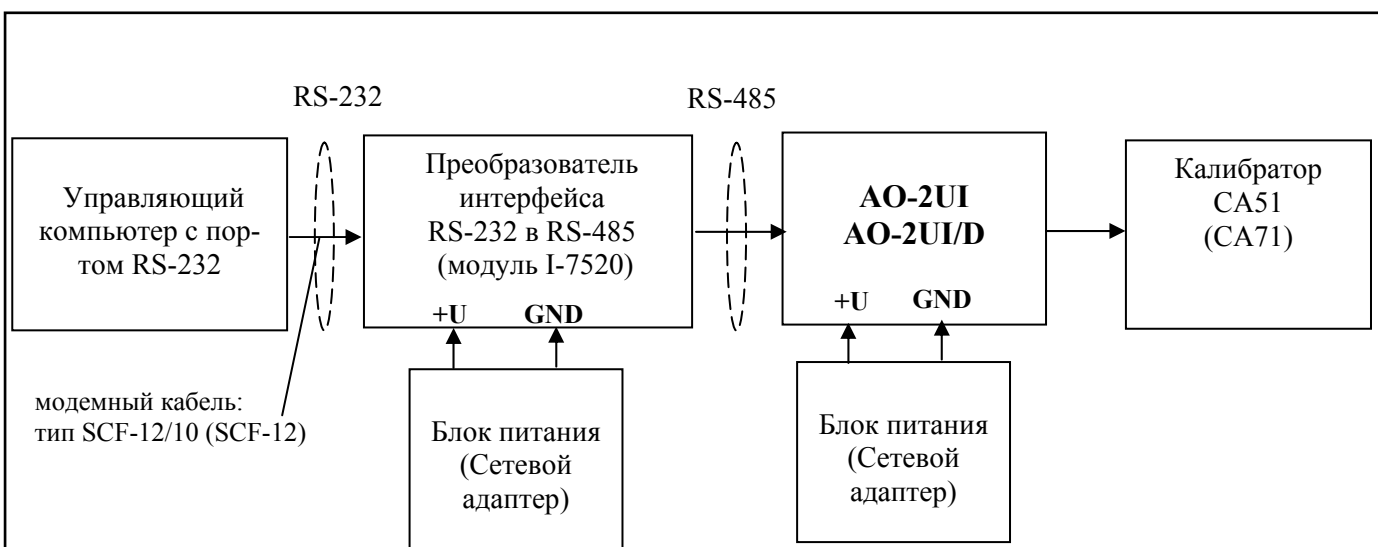 RS-232
RS-485
Управляющий
компьютер с пор-
том RS-232
Преобразователь
интерфейса
RS-232 в RS-485
(модуль I-7520)
+U GND
AO-2UI
AO-2UI/D
+U GND
Калибратор
CA51
(CA71)
модемный кабель:
тип SCF-12/10 (SCF-12)
Блок питания
(Сетевой
адаптер)
Блок питания
(Сетевой
адаптер)